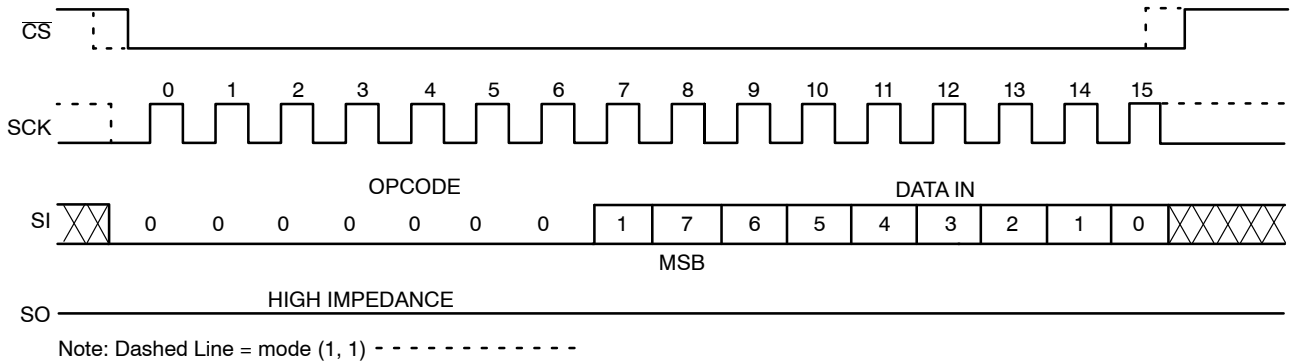 CS
0 1 2 3 4 5 6 7 8 9 10 11 12 13 14 15
SCK
OPCODE DATA IN
SI 0 0 0 0 0 0 0 1 7 6 5 4 3 2 1 0
MSB
HIGH IMPEDANCE
SO
Note: Dashed Line = mode (1, 1)